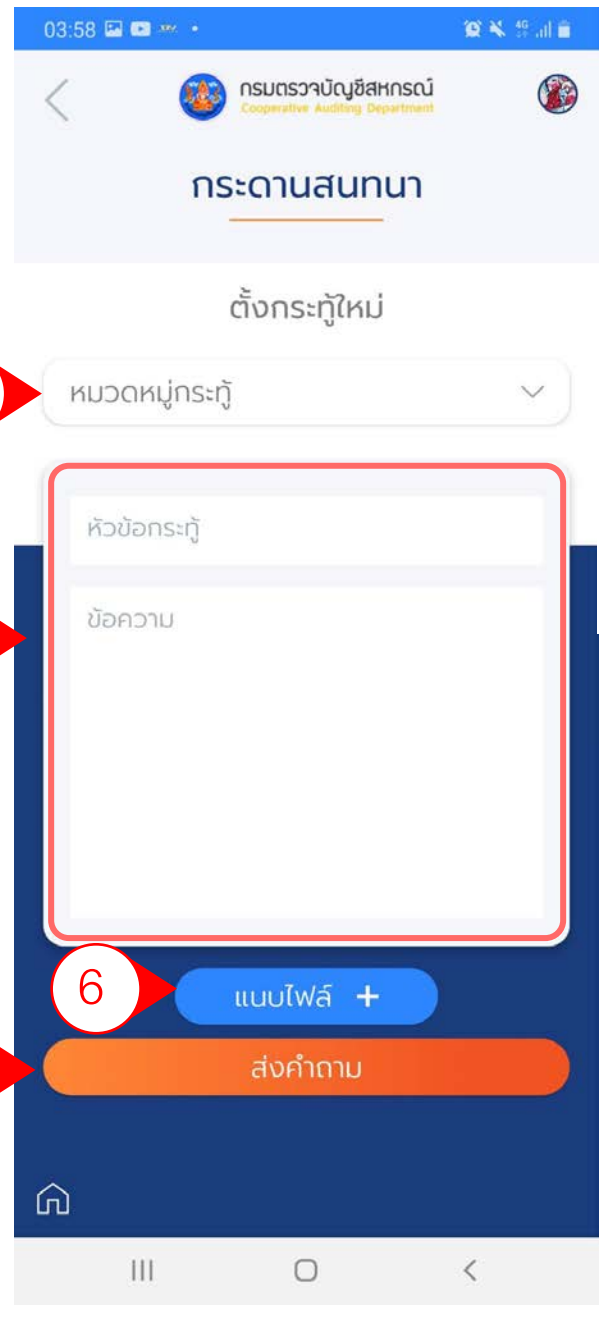 03:58
4G
กรมตรวจบัญชีสหกรณ์
Cooperative Auditing Department
กระดานสนทนา
ตั้งกระทู้ใหม่
หมวดหมู่กระทู้
หัวข้อกระทู้
ข้อความ
6
แนบไฟล์ +
ส่งคำถาม